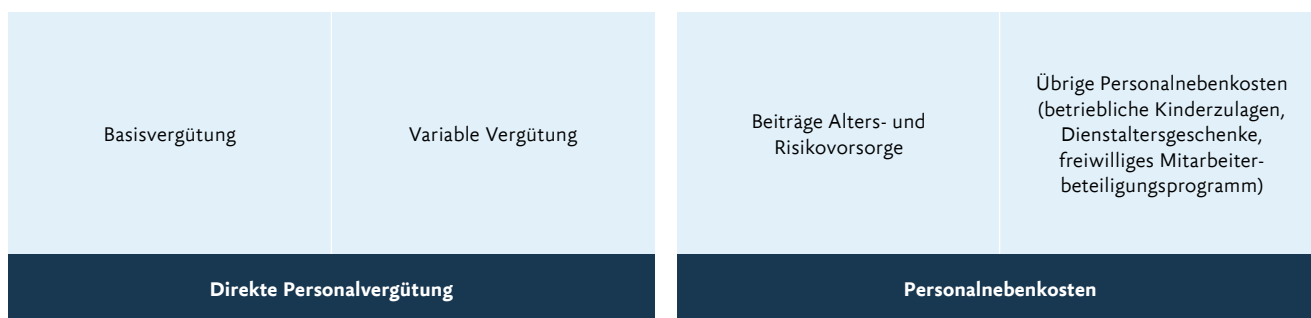 Basisvergütung
Variable Vergütung
Beiträge Alters- und
Risikovorsorge
Übrige Personalnebenkosten
(betriebliche Kinderzulagen,
Dienstaltersgeschenke,
freiwilliges Mitarbeiter-
beteiligungsprogramm)
Direkte Personalvergütung
Personalnebenkosten